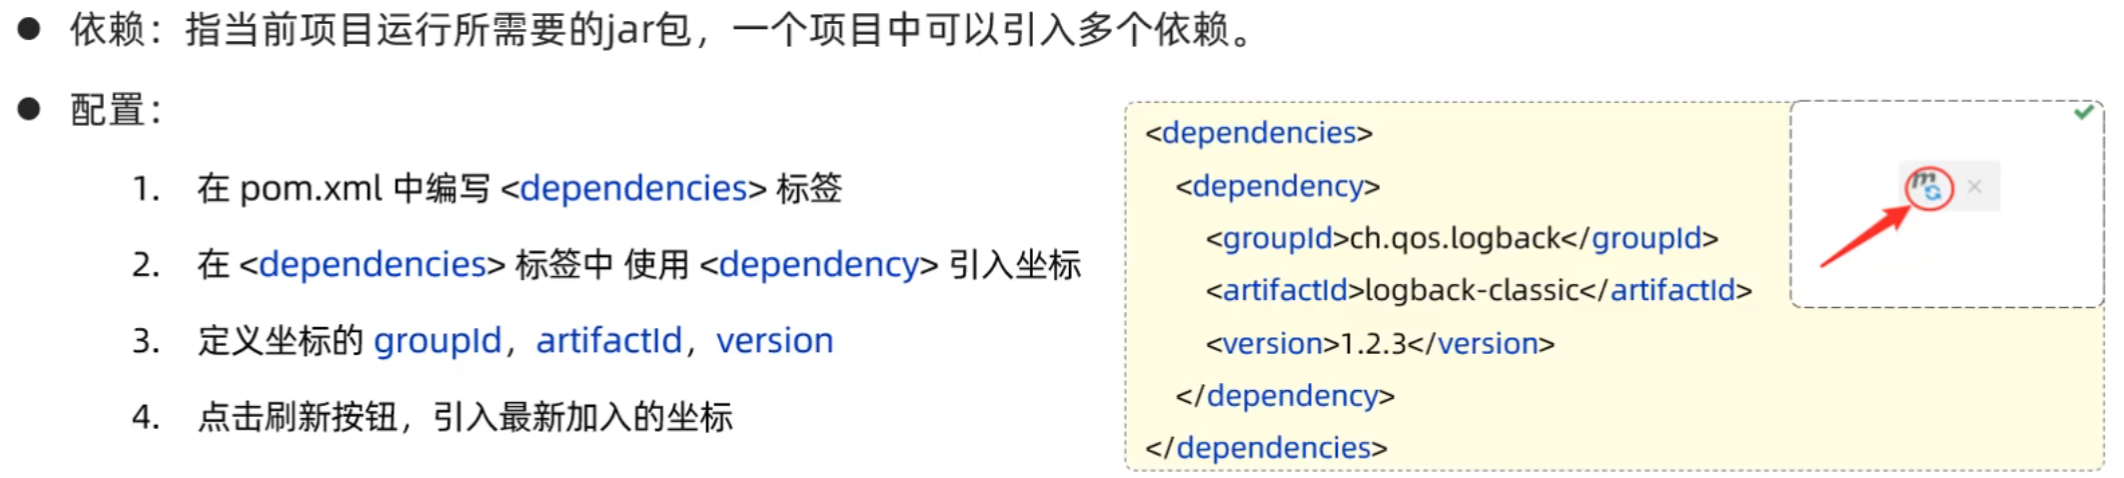 ● 依赖：指当前项目运行所需要的jar包，一个项目中可以引入多个依赖。
● 配置：
1. 在 pom.xml 中编写 <dependencies> 标签
2. 在 <dependencies> 标签中 使用 <dependency> 引入坐标
3. 定义坐标的 groupId，artifactId，version
4. 点击刷新按钮，引入最新加入的坐标
<dependencies>
<dependency>
<groupId>ch.qos.logback</groupId>
<artifactId>logback-classic</artifactId>
<version>1.2.3</version>
</dependency>
</dependencies>
m